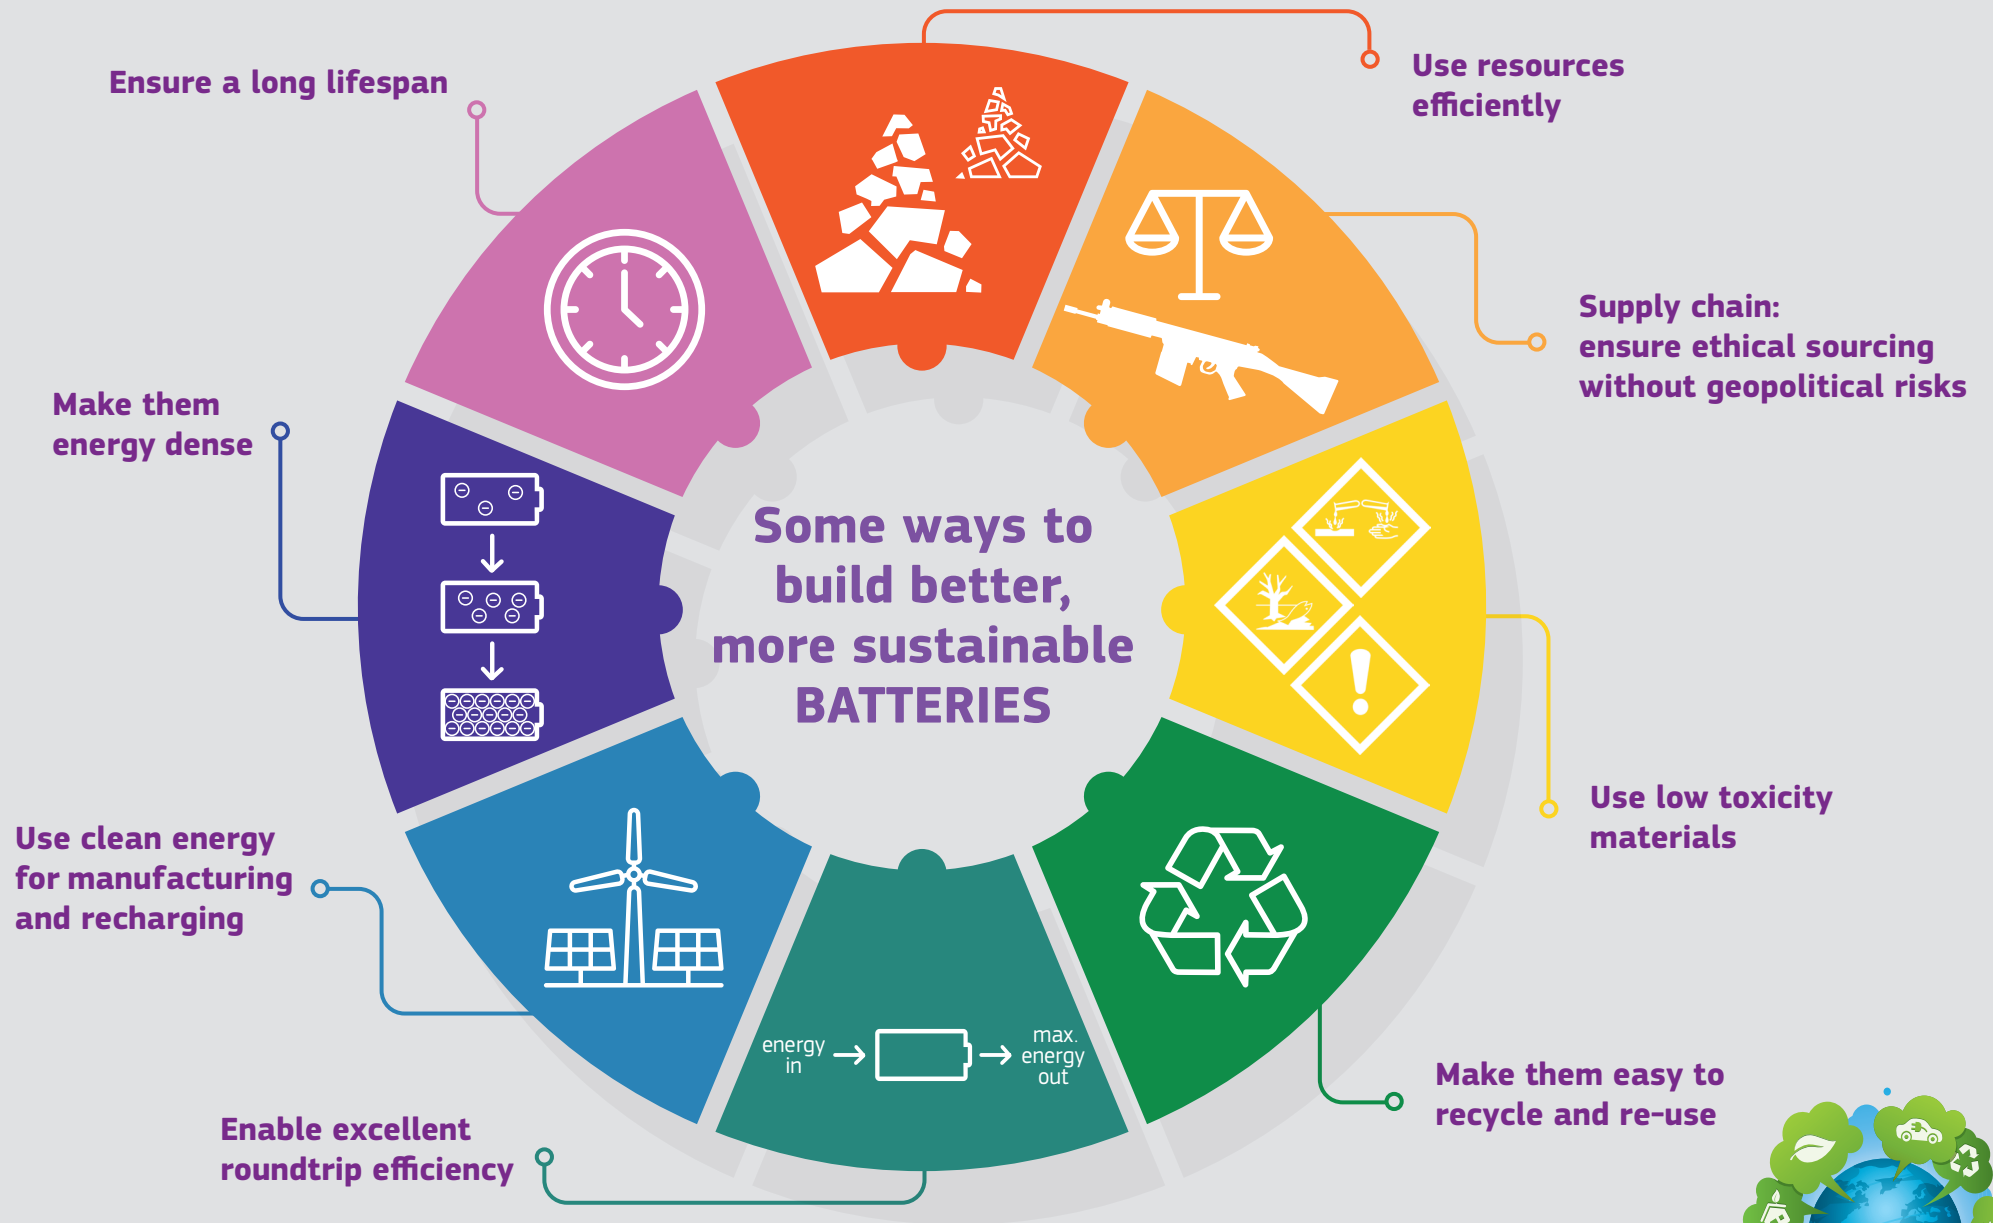 Some ways to
build better,
more sustainable
BATTERIES
Use resources
efficiently
Supply chain:
ensure ethical sourcing
without geopolitical risks
Use low toxicity
materials
Make them easy to
recycle and re-use
energy
in
max.
energy
out
Enable excellent
roundtrip efficiency
Use clean energy
for manufacturing
and recharging
Make them
energy dense
Ensure a long lifespan